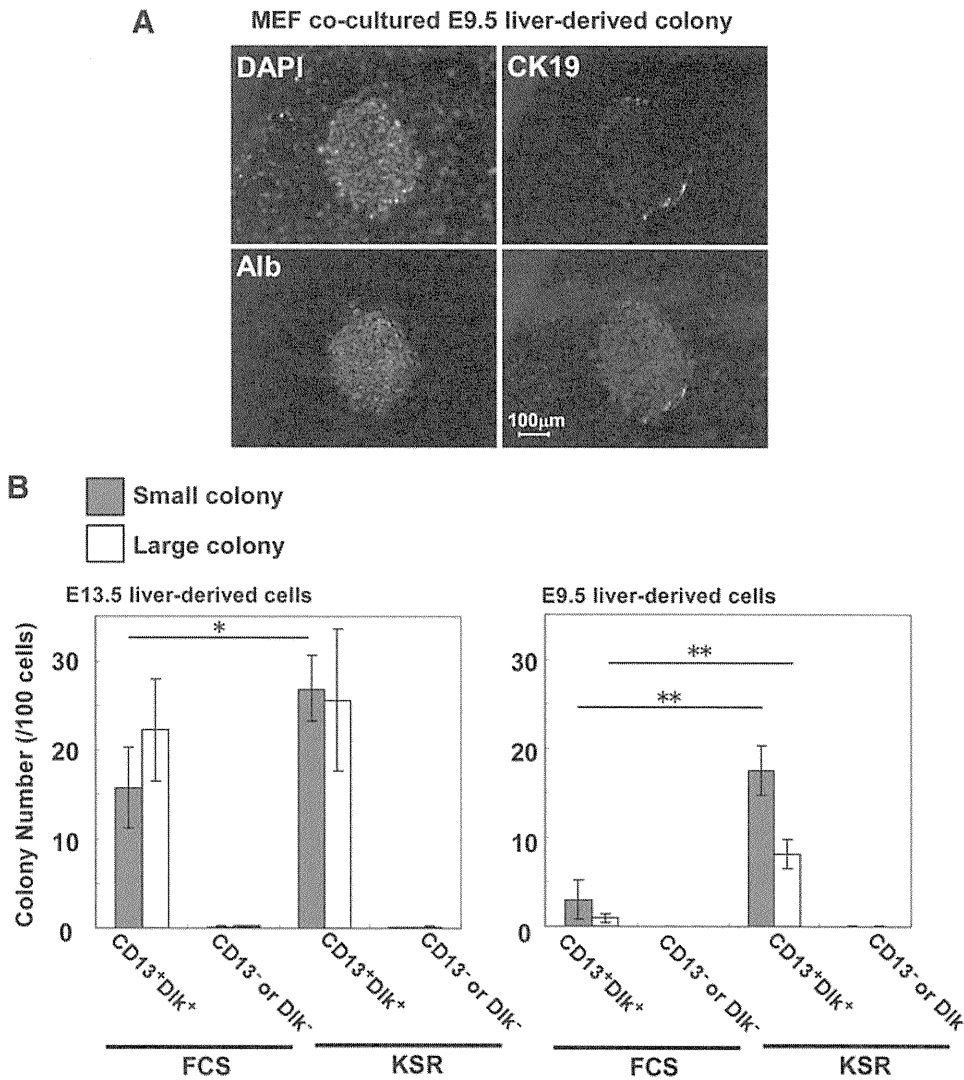 A
MEF co-cultured E9.5 liver-derived colony
DAPI
CK19
Alb
100μm
B
Small colony
Large colony
E13.5 liver-derived cells
E9.5 liver-derived cells
Colony Number (/100 cells)
30
20
10
0
*
30
20
10
0
**
**
CD13⁺Dlk⁺
CD13⁻ or Dlk⁻
CD13⁺Dlk⁺
CD13⁻ or Dlk⁻
CD13⁺Dlk⁺
CD13⁻ or Dlk⁻
CD13⁺Dlk⁺
CD13⁻ or Dlk
FCS
KSR
FCS
KSR